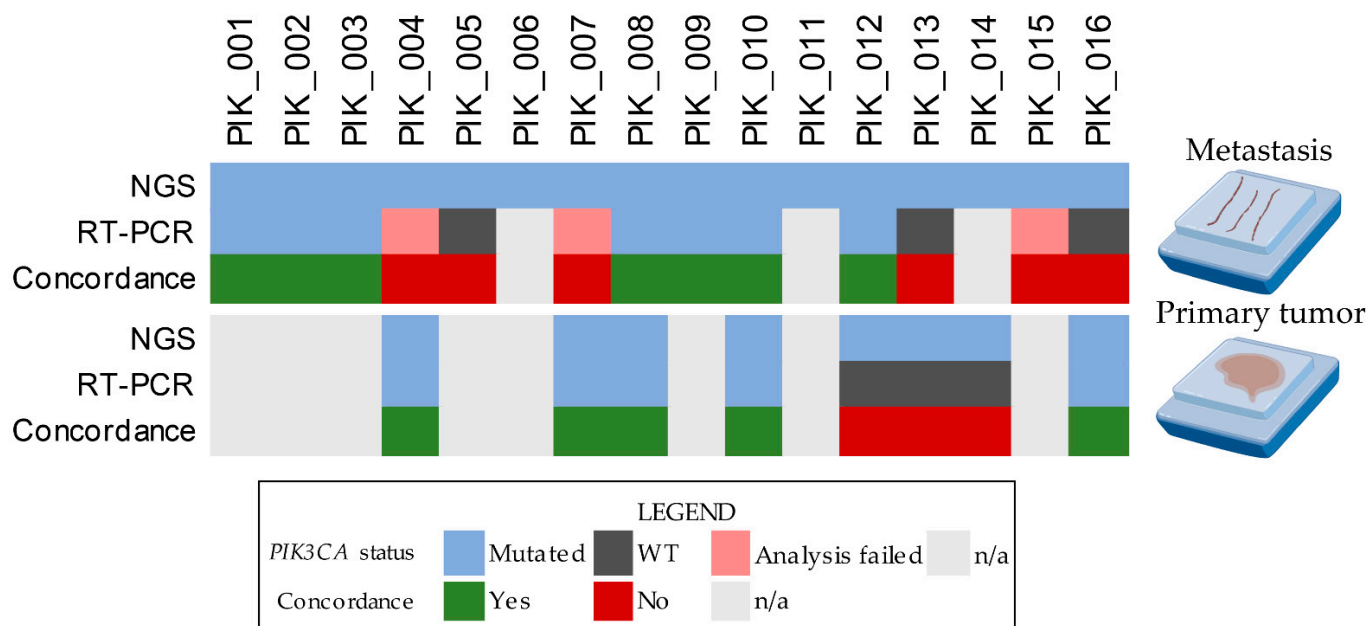 PIK_001 PIK_002 PIK_003 PIK_004 PIK_005 PIK_006 PIK_007 PIK_008 PIK_009 PIK_010 PIK_011 PIK_012 PIK_013 PIK_014 PIK_015 PIK_016
Metastasis
NGS
RT-PCR
Concordance
Primary tumor
NGS
RT-PCR
Concordance
LEGEND
PIK3CA status Mutated WT Analysis failed n/a
Concordance Yes No n/a